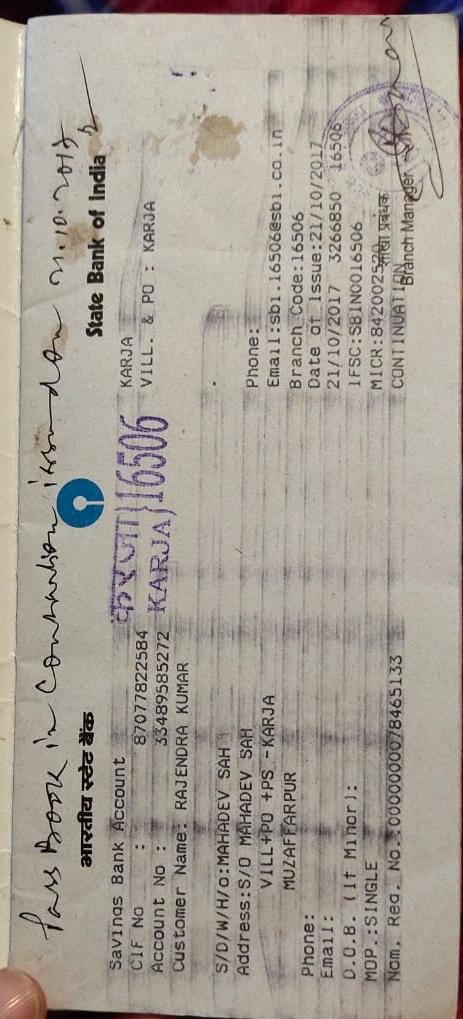 Pass Book in Continuation issued on 21.10.2017
भारतीय स्टेट बैंक
State Bank of India
करजा 16506
KARJA 16506
Savings Bank Account
KARJA
CIF No : 87077822584
VILL. & PO : KARJA
Account No : 33489585272
Customer Name: RAJENDRA KUMAR
S/D/W/H/o:MAHADEV SAH
Address:S/O MAHADEV SAH
VILL+PO +PS -KARJA
MUZAFFARPUR
Phone:
Email:
D.O.B. (If Minor):
MOP.:SINGLE
Nom. Reg. No.:0000000078465133
Phone:
Email:sbi.16506@sbi.co.in
Branch Code:16506
Date of Issue:21/10/2017
21/10/2017 3266850 16506
IFSC:SBIN0016506
MICR:842002520
CONTINUATION
शाखा प्रबंधक
Branch Manager